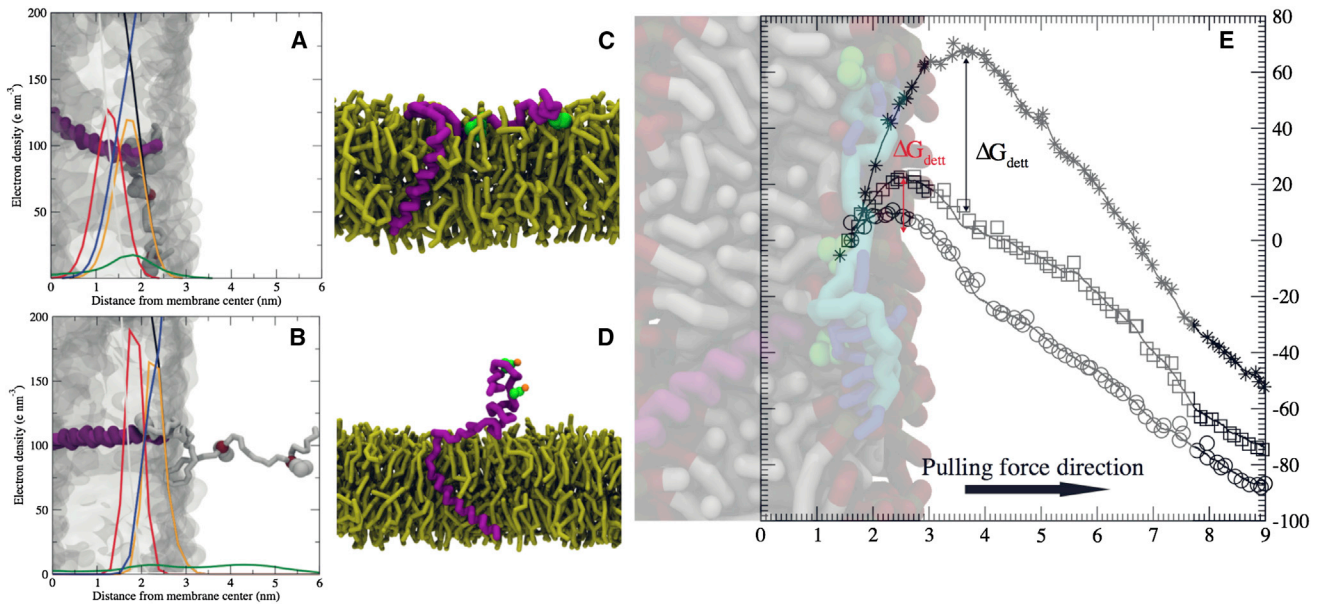 A
200
150
100
50
Electron density (e nm⁻³)
0 1 2 3 4 5 6
Distance from membrane center (nm)
B
200
150
100
50
0
Electron density (e nm⁻³)
0 1 2 3 4 5 6
Distance from membrane center (nm)
C
D
E
80
60
40
20
0
-20
-40
-60
-80
-100
ΔG_dett
ΔG_dett
Pulling force direction
0 1 2 3 4 5 6 7 8 9